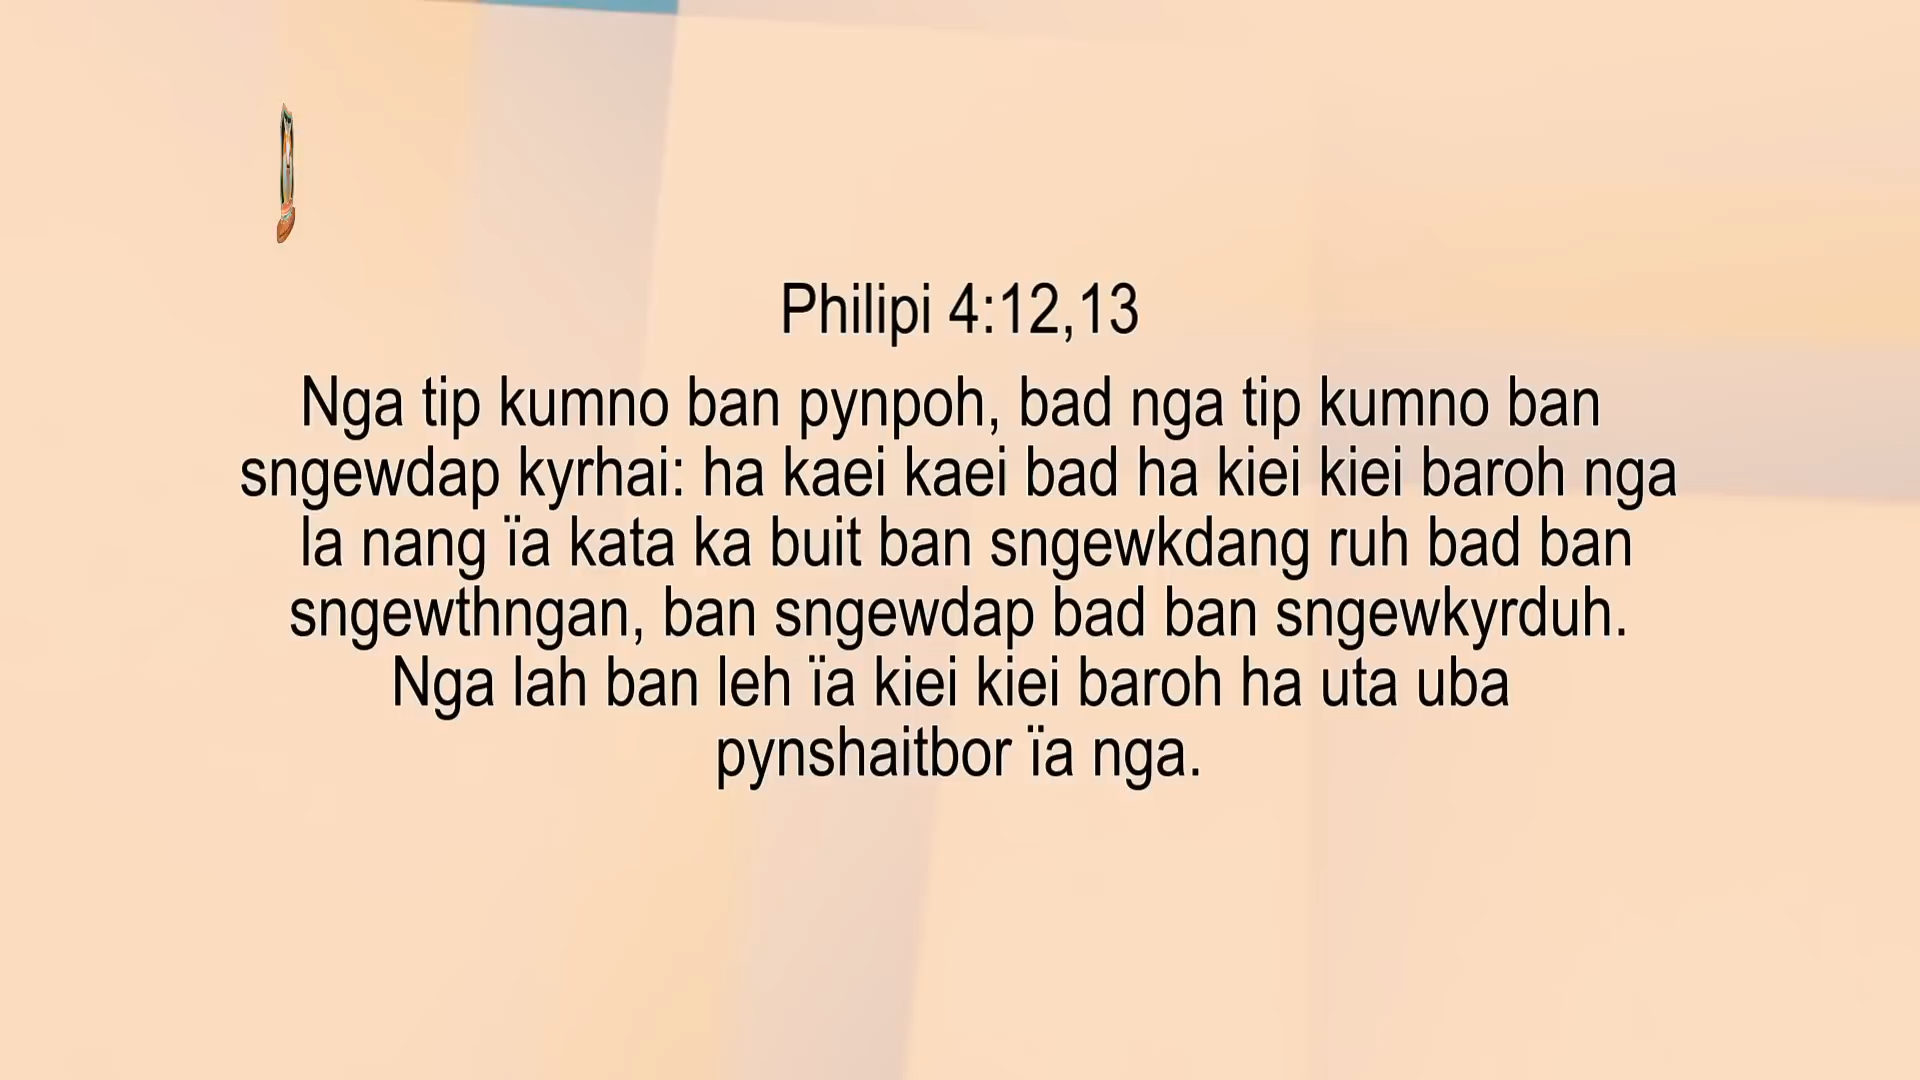 Philipi 4:12,13
Nga tip kumno ban pynpoh, bad nga tip kumno ban
sngewdap kyrhai: ha kaei kaei bad ha kiei kiei baroh nga
la nang ïa kata ka buit ban sngewkdang ruh bad ban
sngewthngan, ban sngewdap bad ban sngewkyrduh.
Nga lah ban leh ïa kiei kiei baroh ha uta uba
pynshaitbor ïa nga.